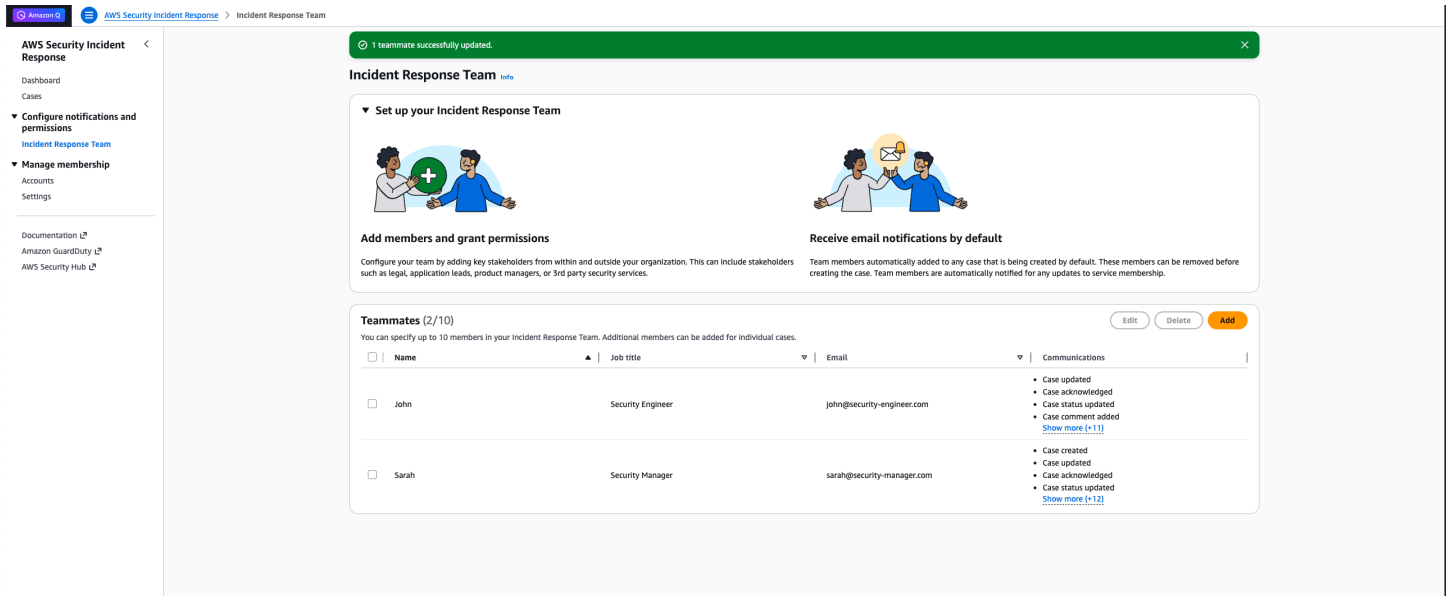 Amazon Q
AWS Security Incident Response > Incident Response Team
AWS Security Incident
Response
Dashboard
Cases
Configure notifications and
permissions
Incident Response Team
Manage membership
Accounts
Settings
Documentation
Amazon GuardDuty
AWS Security Hub
1 teammate successfully updated.
Incident Response Team Info
Set up your Incident Response Team
Add members and grant permissions
Configure your team by adding key stakeholders from within and outside your organization. This can include stakeholders
such as legal, application leads, product managers, or 3rd party security services.
Receive email notifications by default
Team members automatically added to any case that is being created by default. These members can be removed before
creating the case. Team members are automatically notified for any updates to service membership.
Teammates (2/10)
Edit Delete Add
You can specify up to 10 members in your Incident Response Team. Additional members can be added for individual cases.
Name Job title Email Communications
John Security Engineer john@security-engineer.com
• Case updated
• Case acknowledged
• Case status updated
• Case comment added
Show more (+11)
Sarah Security Manager sarah@security-manager.com
• Case created
• Case updated
• Case acknowledged
• Case status updated
Show more (+12)